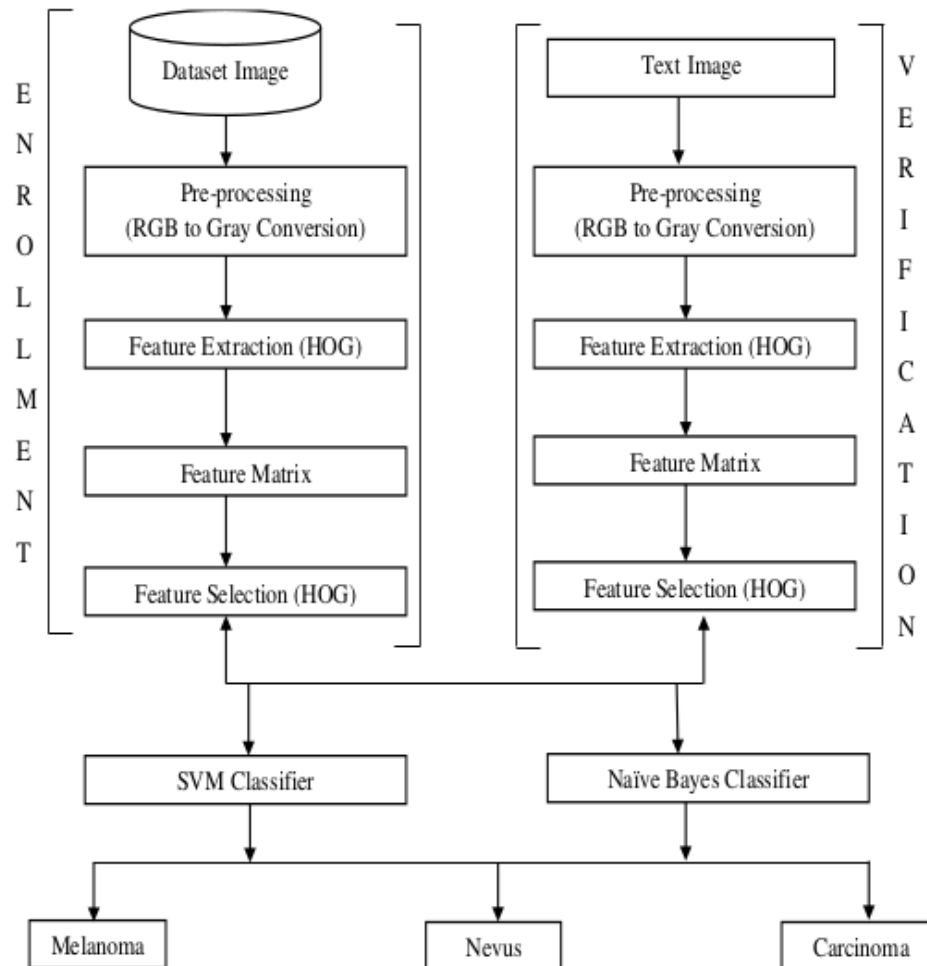 ENROLLMENT
Dataset Image
Pre-processing
(RGB to Gray Conversion)
Feature Extraction (HOG)
Feature Matrix
Feature Selection (HOG)
Text Image
Pre-processing
(RGB to Gray Conversion)
Feature Extraction (HOG)
Feature Matrix
Feature Selection (HOG)
VERIFICATION
SVM Classifier
Naïve Bayes Classifier
Melanoma
Nevus
Carcinoma